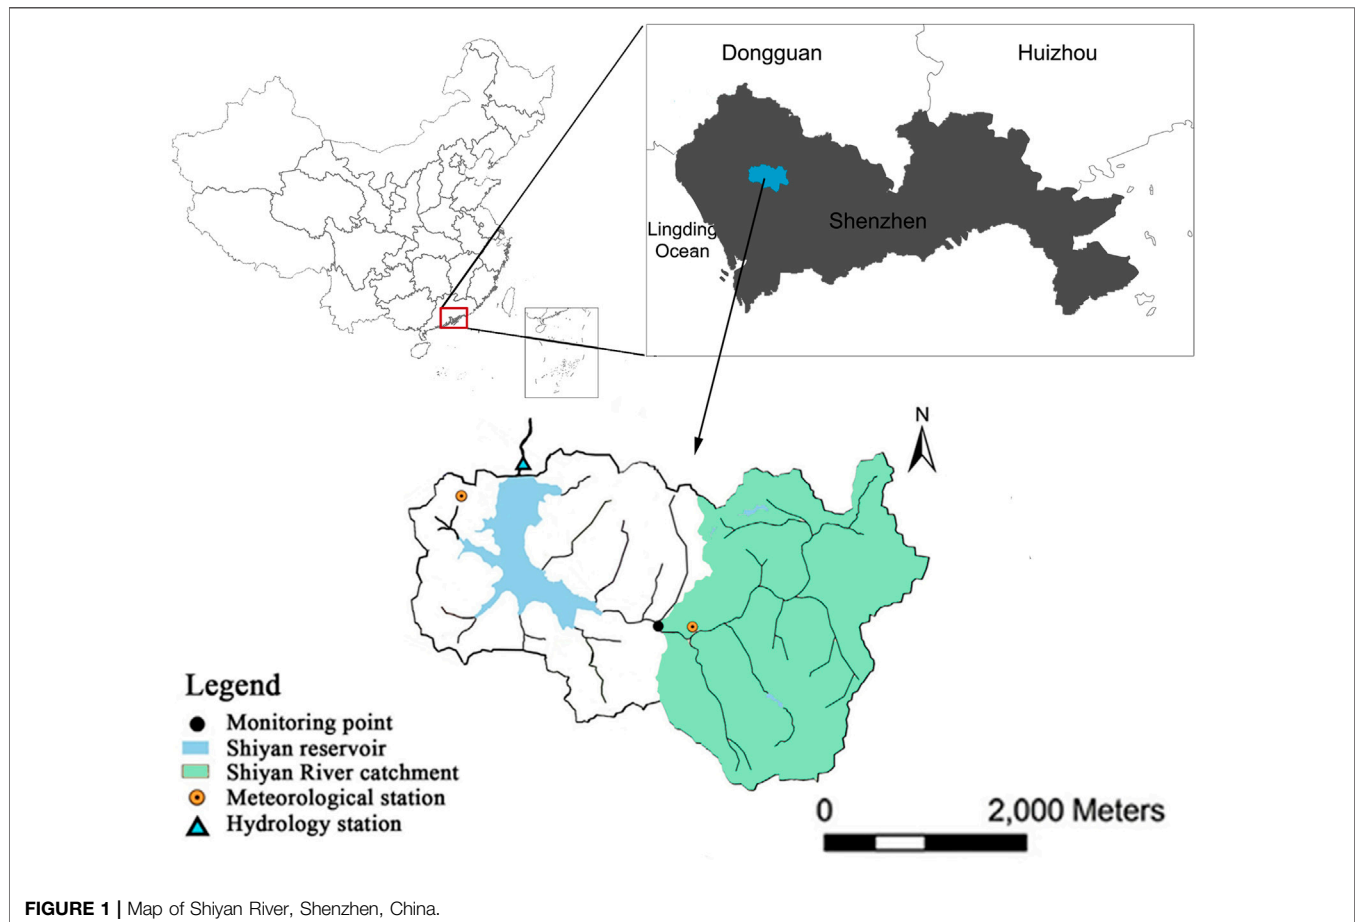 Dongguan
Huizhou
Shenzhen
Lingding
Ocean
N
Legend
Monitoring point
Shiyan reservoir
Shiyan River catchment
Meteorological station
Hydrology station
0
2,000 Meters
FIGURE 1 | Map of Shiyan River, Shenzhen, China.